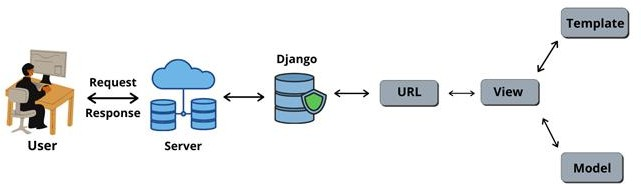 Request
Response
User
Server
Django
URL
View
Template
Model